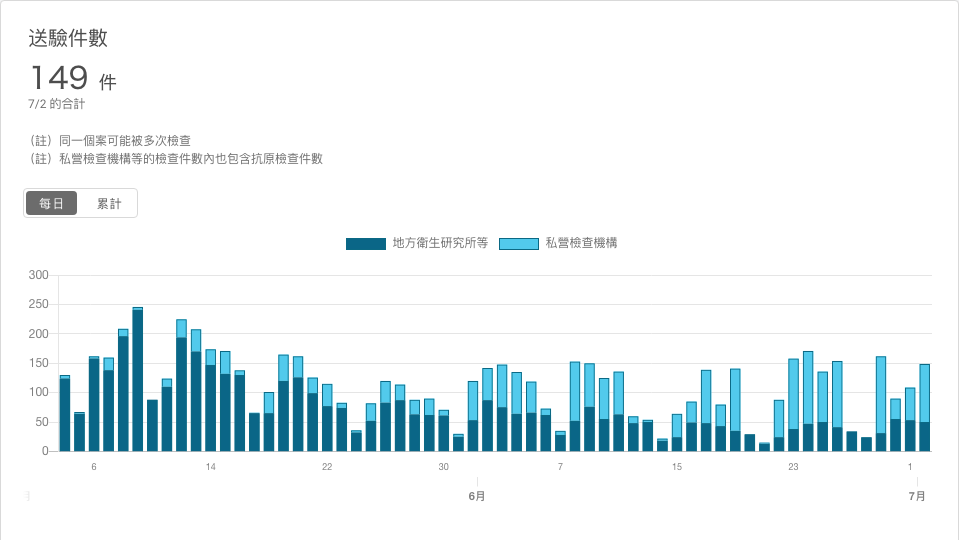 送驗件數
149 件
7/2 的合計
（註）同一個案可能被多次檢查
（註）私營檢查機構等的檢查件數內也包含抗原檢查件數
每日 累計
地方衛生研究所等 私營檢查機構
300
250
200
150
100
50
0
6 14 22 30 7 15 23 1
6月 7月